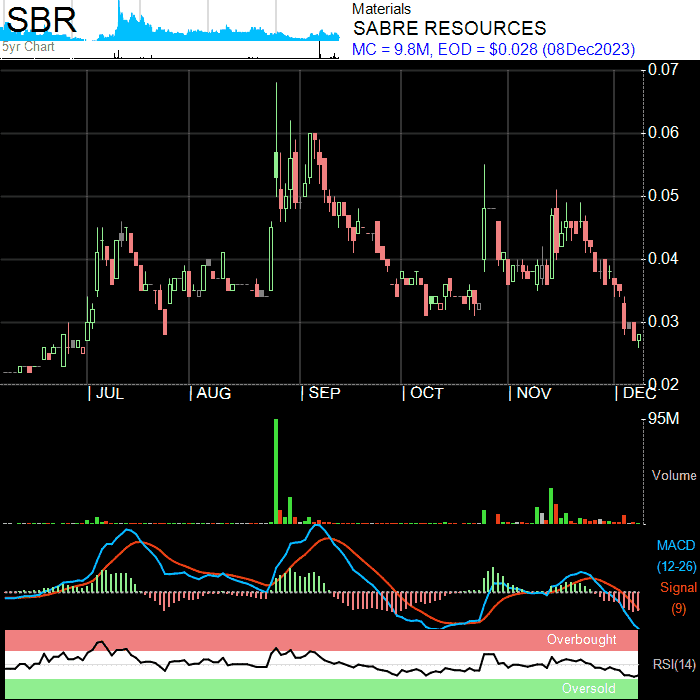 SBR
5yr Chart
Materials
SABRE RESOURCES
MC = 9.8M, EOD = $0.028 (08Dec2023)
0.07
0.06
0.05
0.04
0.03
0.02
JUL AUG SEP OCT NOV DEC
95M
Volume
MACD
(12-26)
Signal
(9)
Overbought
RSI(14)
Oversold